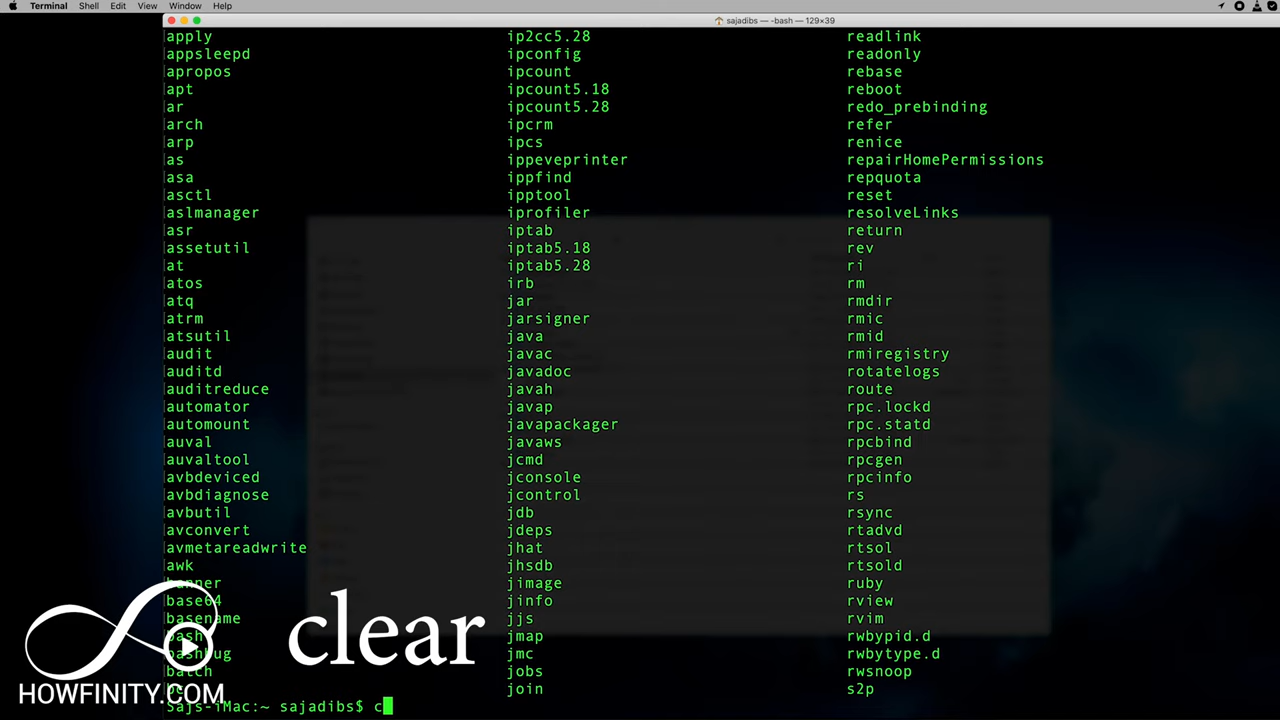 Terminal Shell Edit View Window Help
sajadibs — -bash — 129×39
apply ip2cc5.28 readlink
appsleepd ipconfig readonly
apropos ipcount rebase
apt ipcount5.18 reboot
ar ipcount5.28 redo_prebinding
arch ipcrm refer
arp ipcs renice
as ippeveprinter repairHomePermissions
asa ippfind repquota
asctl ipptool reset
aslmanager iprofiler resolveLinks
asr iptab return
assetutil iptab5.18 rev
at iptab5.28 ri
atos irb rm
atq jar rmdir
atrm jarsigner rmic
atsutil java rmid
audit javac rmiregistry
auditd javadoc rotatelogs
auditreduce javah route
automator javap rpc.lockd
automount javapackager rpc.statd
auval javaws rpcbind
auvaltool jcmd rpcgen
avbdeviced jconsole rpcinfo
avbdiagnose jcontrol rs
avbutil jdb rsync
avconvert jdeps rtadvd
avmetareadwrite jhat rtsol
awk jhsdb rtsold
banner jimage ruby
base64 jinfo rview
basename jjs rvim
bash jmap rwbypid.d
bashbug jmc rwbytype.d
batch jobs rwsnoop
join s2p
Sajs-iMac:~ sajadibs$ c
clear
HOWFINITY.COM